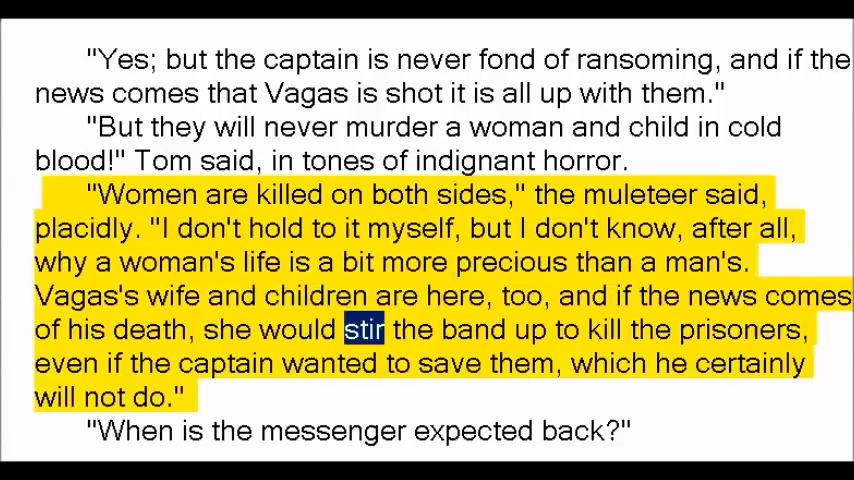 "Yes; but the captain is never fond of ransoming, and if the
news comes that Vagas is shot it is all up with them."
"But they will never murder a woman and child in cold
blood!" Tom said, in tones of indignant horror.
"Women are killed on both sides," the muleteer said,
placidly. "I don't hold to it myself, but I don't know, after all,
why a woman's life is a bit more precious than a man's.
Vagas's wife and children are here, too, and if the news comes
of his death, she would stir the band up to kill the prisoners,
even if the captain wanted to save them, which he certainly
will not do."
"When is the messenger expected back?"